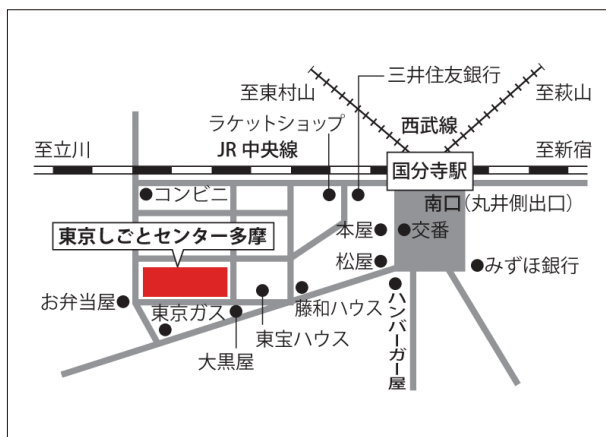 三井住友銀行
至東村山
至萩山
ラケットショップ
西武線
至立川
JR 中央線
国分寺駅
至新宿
コンビニ
南口(丸井側出口)
本屋
交番
東京しごとセンター多摩
松屋
みずほ銀行
お弁当屋
東京ガス
藤和ハウス
ハンバーガー屋
東宝ハウス
大黒屋